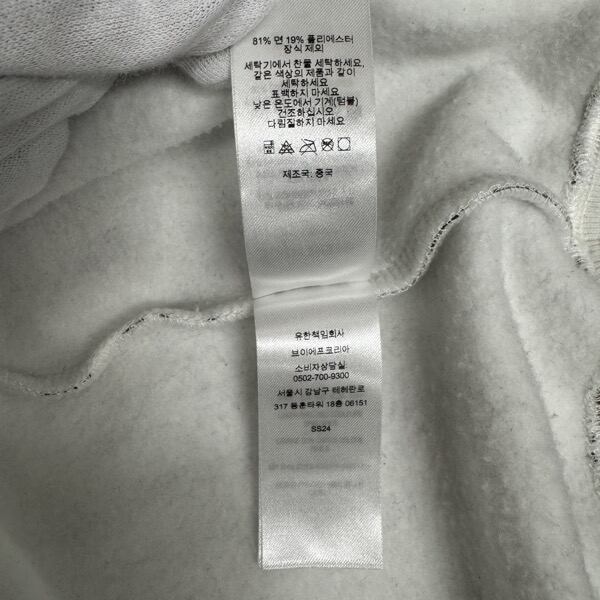 81% 면 19% 폴리에스터
장식 제외
세탁기에서 찬물 세탁하세요,
같은 색상의 제품과 같이
세탁하세요
표백하지 마세요
낮은 온도에서 기계(텀블)
건조하십시오
다림질하지 마세요
제조국: 중국
유한책임회사
브이에프코리아
소비자상담실:
0502-700-9300
서울시 강남구 테헤란로
317 동훈타워 18층 06151
SS24